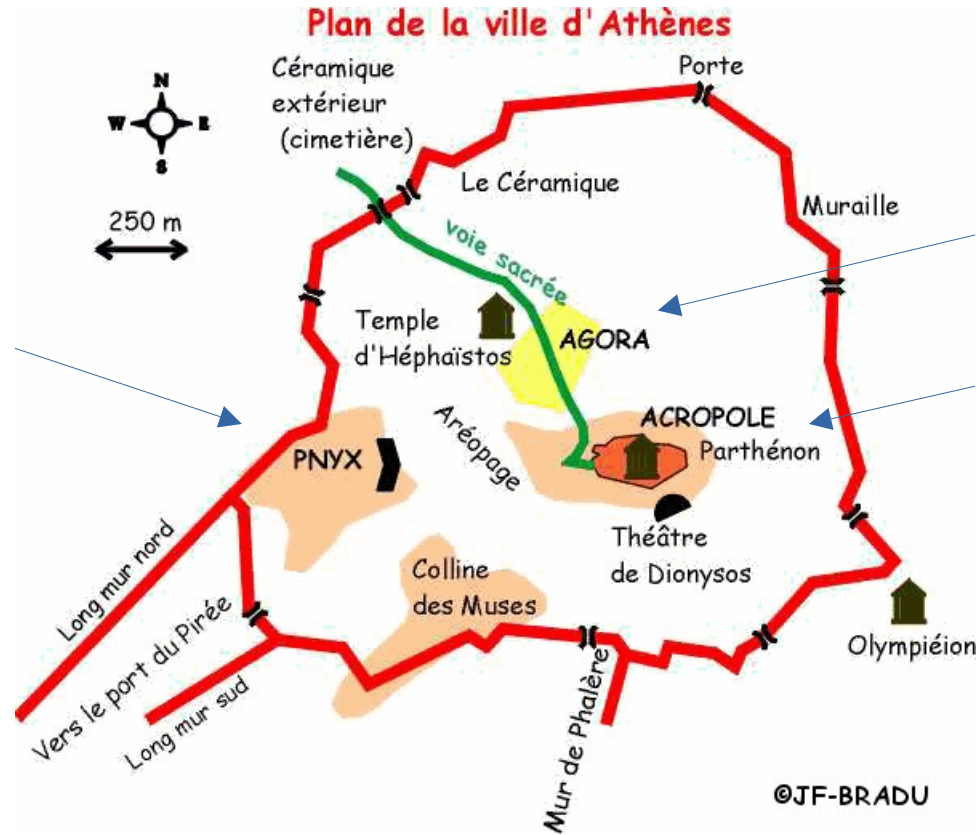 Plan de la ville d'Athènes
Céramique
extérieur
(cimetière)
Porte
N
W
E
S
Le Céramique
Muraille
250 m
voie sacrée
Temple
d'Héphaïstos
AGORA
Aréopage
ACROPOLE
Parthénon
PNYX
Théâtre
de Dionysos
Colline
des Muses
Long mur nord
Vers le port du Pirée
Long mur sud
Olympiéion
Mur de Phalère
©JF-BRADU